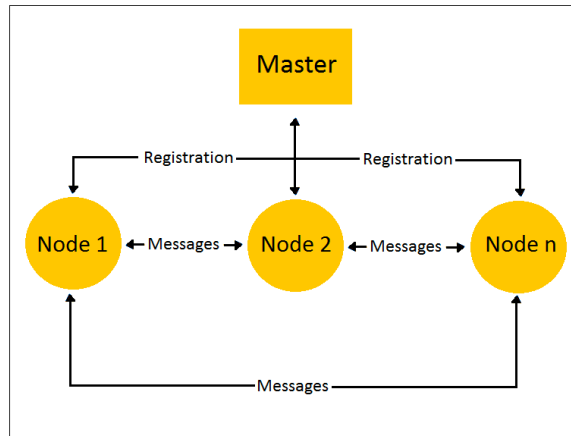 Master
Registration
Registration
Node 1
Messages
Node 2
Messages
Node n
Messages